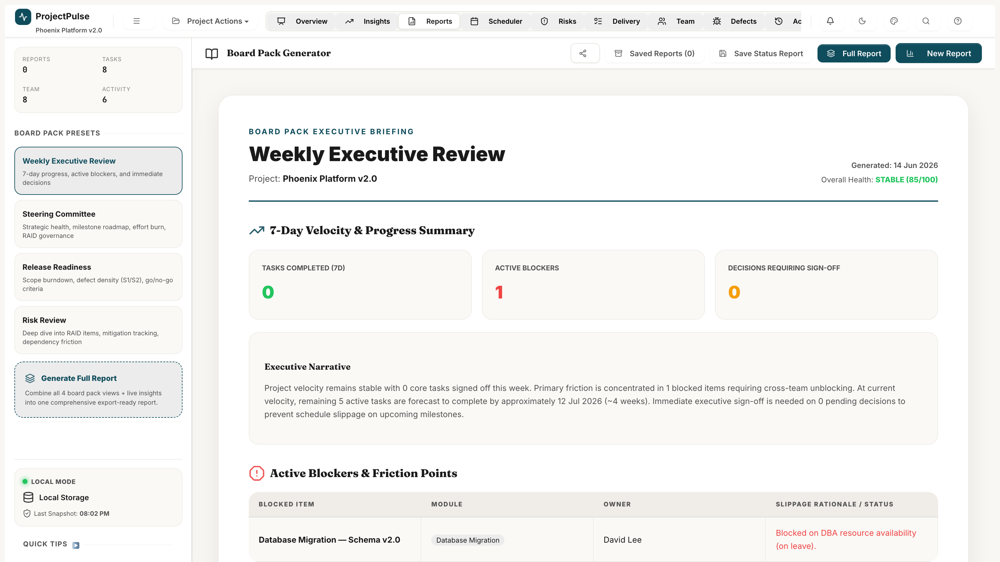 ProjectPulse
Phoenix Platform v2.0
Project Actions
Overview
Insights
Reports
Scheduler
Risks
Delivery
Team
Defects
Ac
REPORTS
0
TASKS
8
TEAM
8
ACTIVITY
6
BOARD PACK PRESETS
Weekly Executive Review
7-day progress, active blockers, and immediate
decisions
Steering Committee
Strategic health, milestone roadmap, effort burn,
RAID governance
Release Readiness
Scope burndown, defect density (S1/S2), go/no-go
criteria
Risk Review
Deep dive into RAID items, mitigation tracking,
dependency friction
Generate Full Report
Combine all 4 board pack views + live insights
into one comprehensive export-ready report.
LOCAL MODE
Local Storage
Last Snapshot: 08:02 PM
QUICK TIPS
Board Pack Generator
Saved Reports (0)
Save Status Report
Full Report
New Report
BOARD PACK EXECUTIVE BRIEFING
Weekly Executive Review
Project: Phoenix Platform v2.0
Generated: 14 Jun 2026
Overall Health: STABLE (85/100)
7-Day Velocity & Progress Summary
TASKS COMPLETED (7D)
0
ACTIVE BLOCKERS
1
DECISIONS REQUIRING SIGN-OFF
0
Executive Narrative
Project velocity remains stable with 0 core tasks signed off this week. Primary friction is concentrated in 1 blocked items requiring cross-team unblocking. At current
velocity, remaining 5 active tasks are forecast to complete by approximately 12 Jul 2026 (~4 weeks). Immediate executive sign-off is needed on 0 pending decisions to
prevent schedule slippage on upcoming milestones.
Active Blockers & Friction Points
BLOCKED ITEM
MODULE
OWNER
SLIPPAGE RATIONALE / STATUS
Database Migration — Schema v2.0
Database Migration
David Lee
Blocked on DBA resource availability
(on leave).